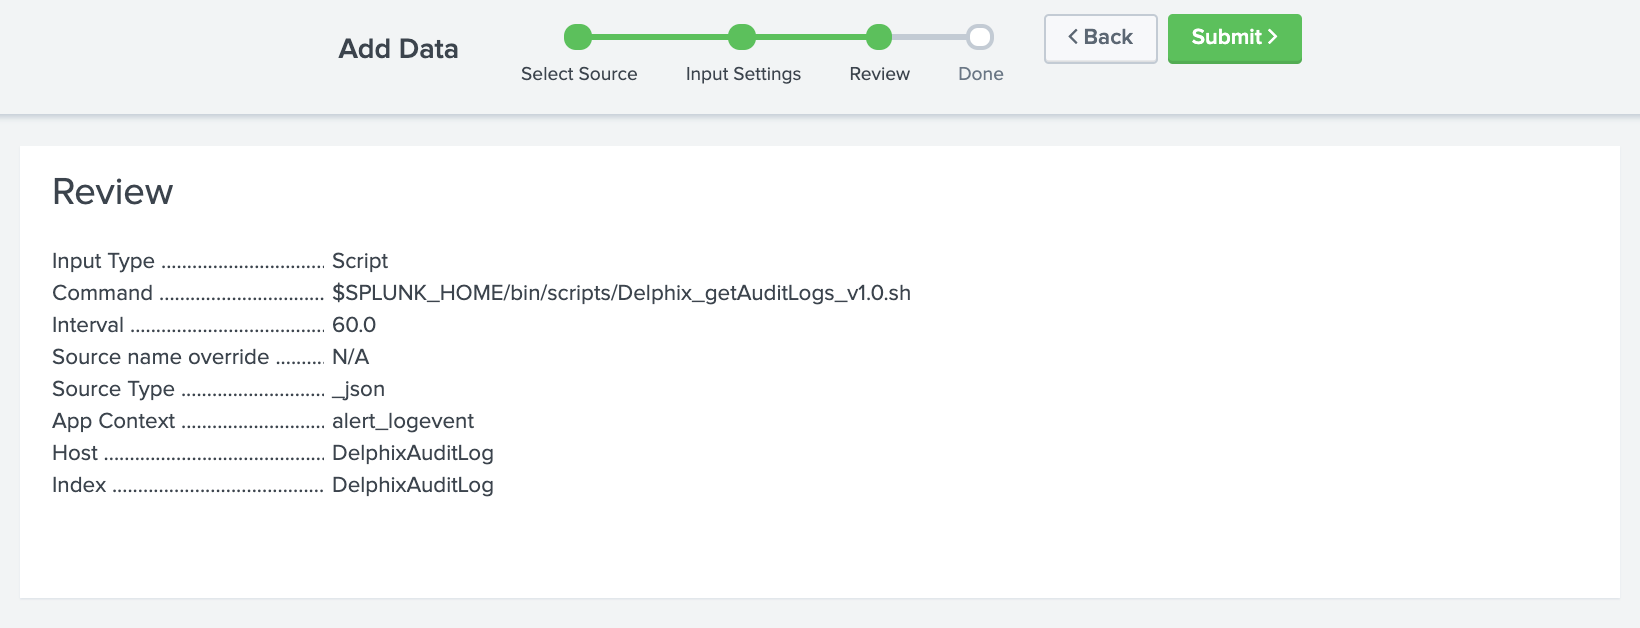 Add Data
Select Source
Input Settings
Review
Done
Back
Submit
Review
Input Type ................................ Script
Command ................................ $SPLUNK_HOME/bin/scripts/Delphix_getAuditLogs_v1.0.sh
Interval ...................................... 60.0
Source name override ......... N/A
Source Type ............................ _json
App Context ............................ alert_logevent
Host ........................................... DelphixAuditLog
Index ......................................... DelphixAuditLog